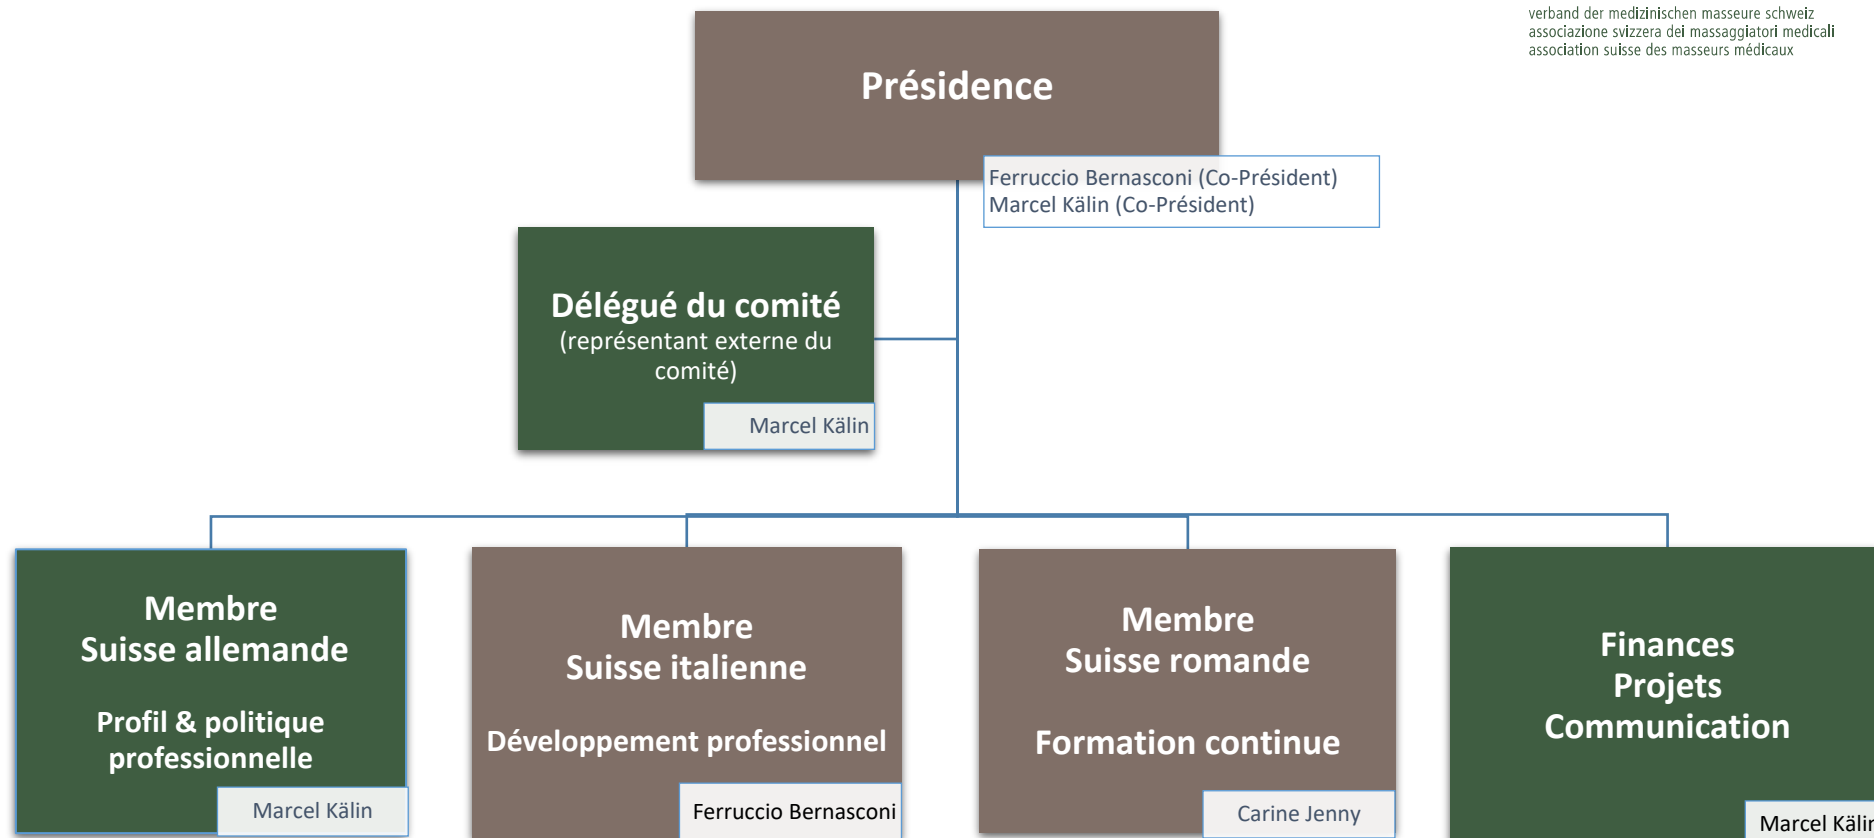 verband der medizinischen masseure schweiz
associazione svizzera dei massaggiatori medicali
association suisse des masseurs médicaux
Présidence
Ferruccio Bernasconi (Co-Président)
Marcel Kälin (Co-Président)
Délégué du comité
(représentant externe du
comité)
Marcel Kälin
Membre
Suisse allemande
Profil & politique
professionnelle
Marcel Kälin
Membre
Suisse italienne
Développement professionnel
Ferruccio Bernasconi
Membre
Suisse romande
Formation continue
Carine Jenny
Finances
Projets
Communication
Marcel Kälin